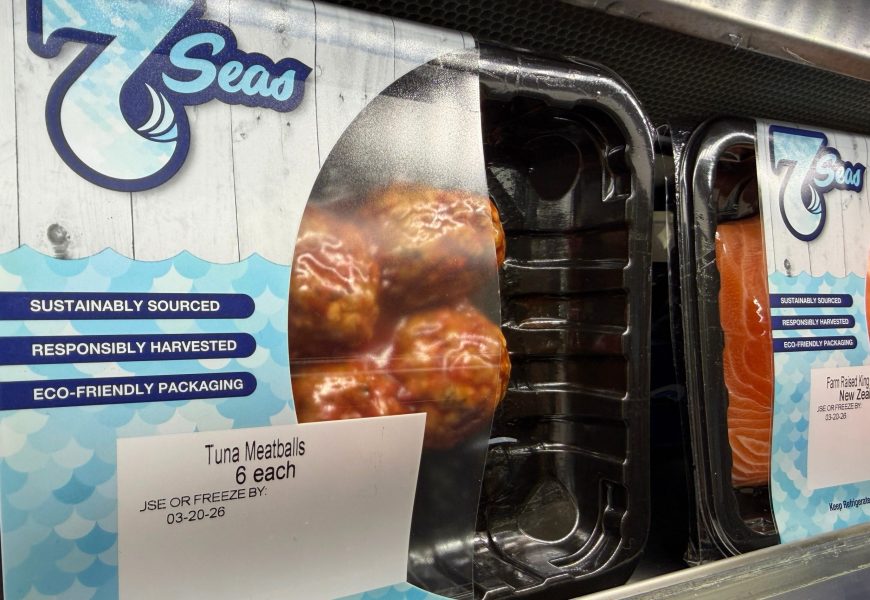 7 Seas
SUSTAINABLY SOURCED
RESPONSIBLY HARVESTED
ECO-FRIENDLY PACKAGING
Tuna Meatballs
6 each
JSE OR FREEZE BY:
03-20-26
7 Seas
SUSTAINABLY SOURCED
RESPONSIBLY HARVESTED
ECO-FRIENDLY PACKAGING
Farm Raised King
New Zea
JSE OR FREEZE BY:
03-20-26
Keep Refrigerate